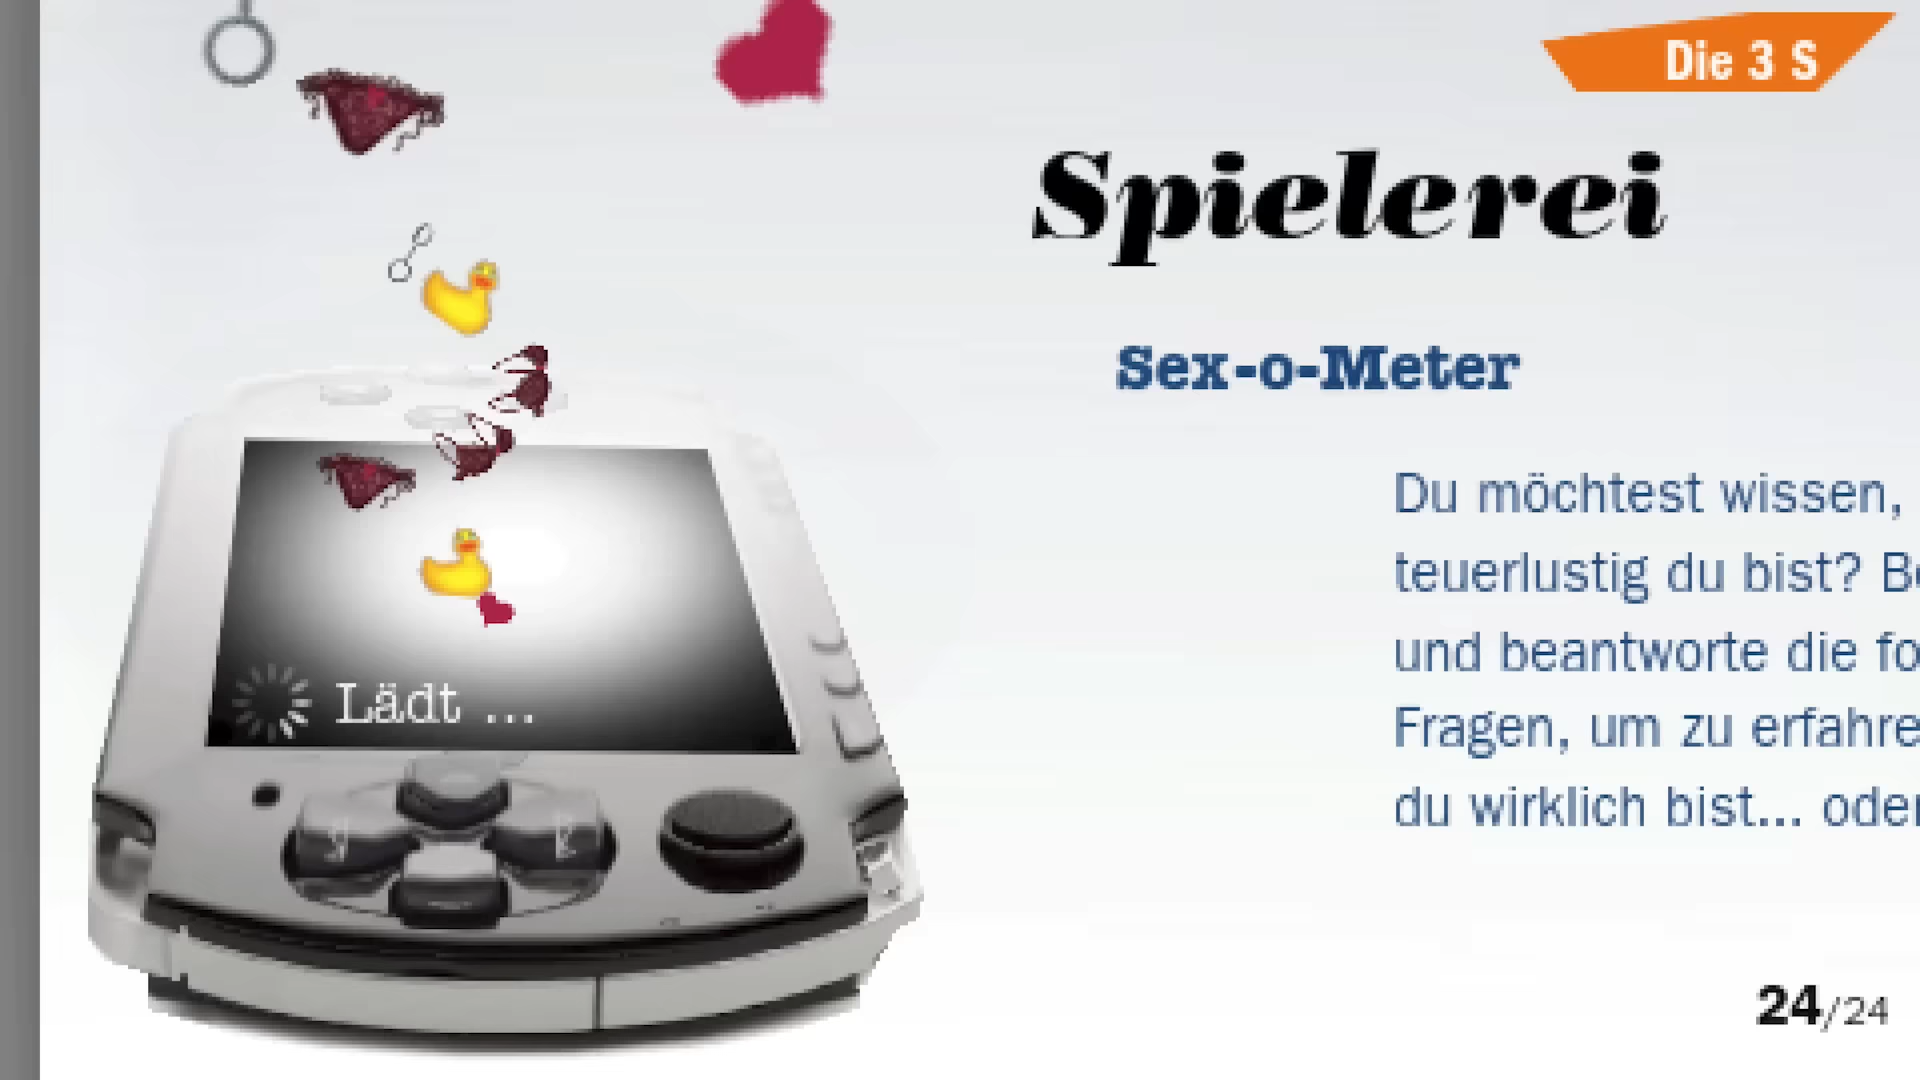 Die 3 S
Spielerei
Sex-o-Meter
Du möchtest wissen,
teuerlustig du bist?
und beantworte die
Fragen, um zu
du wirklich bist...
Lädt ...
24/24